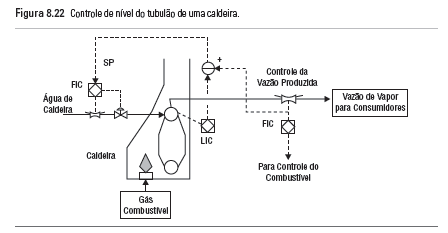 Figura 8.22 Controle de nível do tubulão de uma caldeira.
SP
FIC
Água de
Caldeira
+
Controle da
Vazão Produzida
Vazão de Vapor
para Consumidores
FIC
LIC
Caldeira
Para Controle do
Combustível
Gás
Combustível